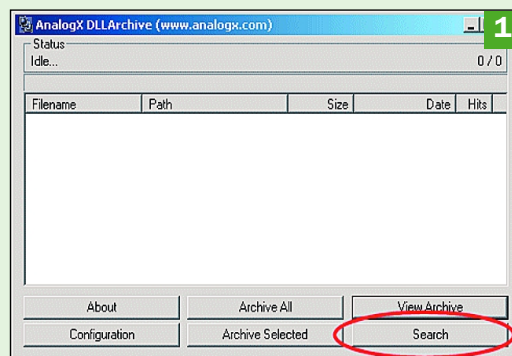 AnalogX DLLArchive (www.analogx.com)
1
Status
Idle...
0 / 0
Filename Path Size Date Hits
About Archive All View Archive
Configuration Archive Selected Search